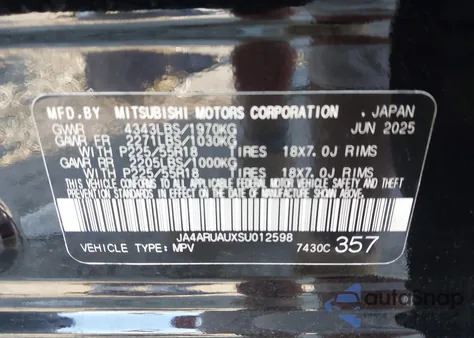 MFD.BY MITSUBISHI MOTORS CORPORATION , JAPAN
GVWR 4343LBS/1970KG JUN 2025
GAWR FR 2271LBS/1030KG
WITH P225/55R18 TIRES 18X7.0J RIMS
GAWR RR 2205LBS/1000KG
WITH P225/55R18 TIRES 18X7.0J RIMS
THIS VEHICLE CONFORMS TO ALL APPLICABLE FEDERAL MOTOR VEHICLE SAFETY, BUMPER AND THEFT
PREVENTION STANDARDS IN EFFECT ON THE DATE OF MANUFACTURE SHOWN ABOVE.
JA4ARUAUXSU012598
VEHICLE TYPE: MPV 7430C 357
autoSnap